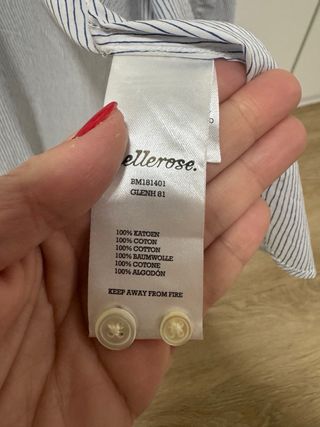 ellerose.
BM181401
GLENH 81
100% KATOEN
100% COTON
100% COTTON
100% BAUMWOLLE
100% COTONE
100% ALGODÓN
KEEP AWAY FROM FIRE